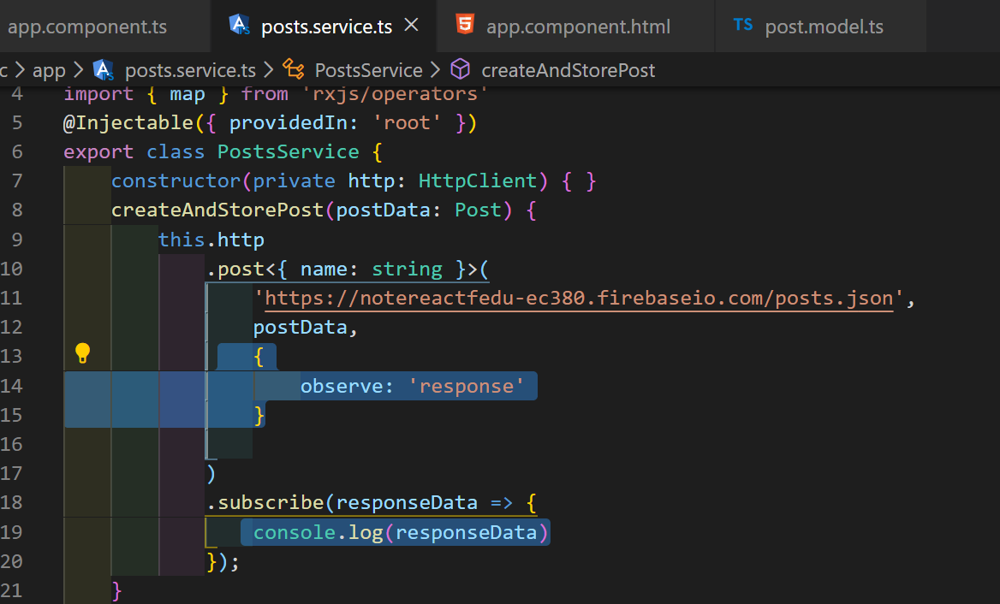 app.component.ts posts.service.ts app.component.html TS post.model.ts
c > app > posts.service.ts > PostsService > createAndStorePost
4 import { map } from 'rxjs/operators'
5 @Injectable({ providedIn: 'root' })
6 export class PostsService {
7 constructor(private http: HttpClient) { }
8 createAndStorePost(postData: Post) {
9 this.http
10 .post<{ name: string }>(
11 'https://notereactfedu-ec380.firebaseio.com/posts.json',
12 postData,
13 {
14 observe: 'response'
15 }
16
17 )
18 .subscribe(responseData => {
19 console.log(responseData)
20 });
21 }